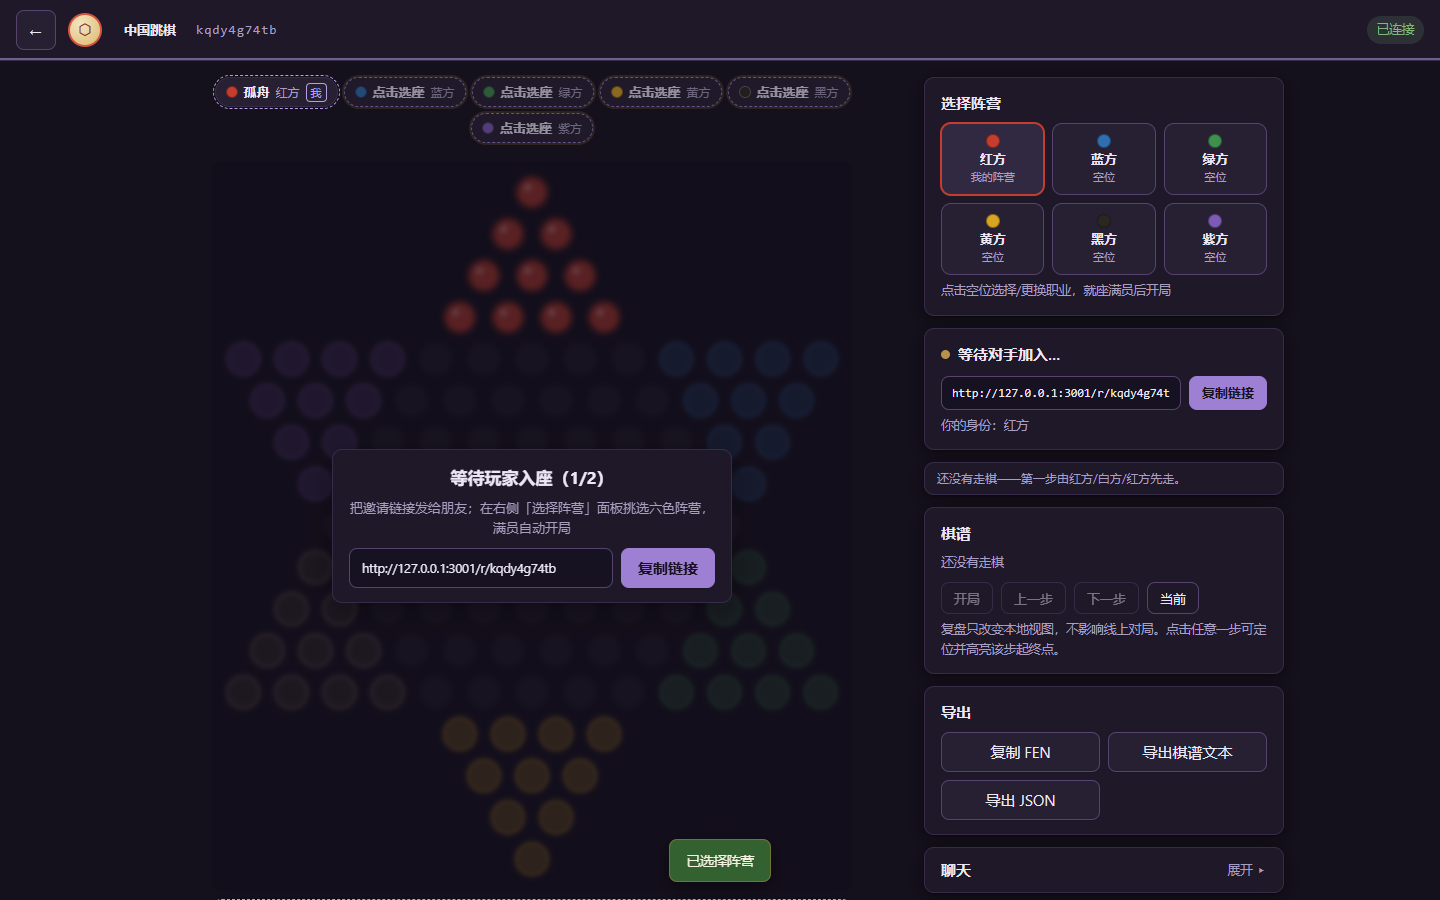 ←
中国跳棋
kqdy4g74tb
已连接
孤舟 红方 我
点击选座 蓝方
点击选座 绿方
点击选座 黄方
点击选座 黑方
点击选座 紫方
等待玩家入座（1/2）
把邀请链接发给朋友；在右侧「选择阵营」面板挑选六色阵营，
满员自动开局
http://127.0.0.1:3001/r/kqdy4g74tb
复制链接
已选择阵营
选择阵营
红方
我的阵营
蓝方
空位
绿方
空位
黄方
空位
黑方
空位
紫方
空位
点击空位选择/更换职业，就座满员后开局
等待对手加入…
http://127.0.0.1:3001/r/kqdy4g74t
复制链接
你的身份：红方
还没有走棋——第一步由红方/白方/红方先走。
棋谱
还没有走棋
开局
上一步
下一步
当前
复盘只改变本地视图，不影响线上对局。点击任意一步可定
位并高亮该步起终点。
导出
复制 FEN
导出棋谱文本
导出 JSON
聊天
展开 ▸